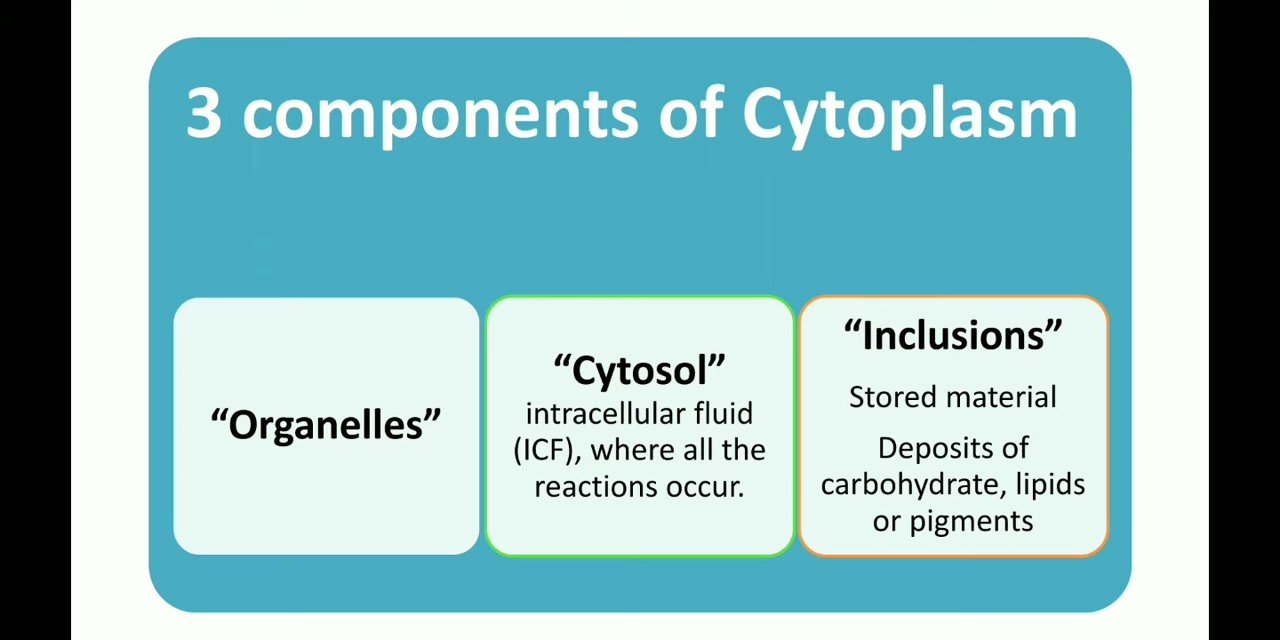 3 components of Cytoplasm
“Organelles”
“Cytosol”
intracellular fluid
(ICF), where all the
reactions occur.
“Inclusions”
Stored material
Deposits of
carbohydrate, lipids
or pigments